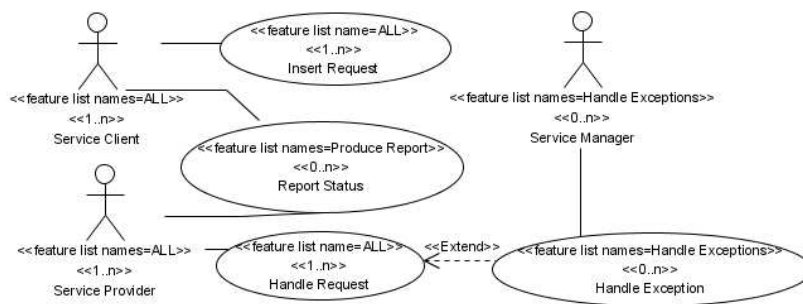 <<feature list name=ALL>>
<<1..n>>
Insert Request
<<feature list names=ALL>>
<<1..n>>
Service Client
<<feature list names=Handle Exceptions>>
<<0..n>>
Service Manager
<<feature list names=Produce Report>>
<<0..n>>
Report Status
<<feature list names=ALL>>
<<1..n>>
Service Provider
<<feature list name=ALL>>
<<1..n>>
Handle Request
<<Extend>>
<<feature list names=Handle Exceptions>>
<<0..n>>
Handle Exception